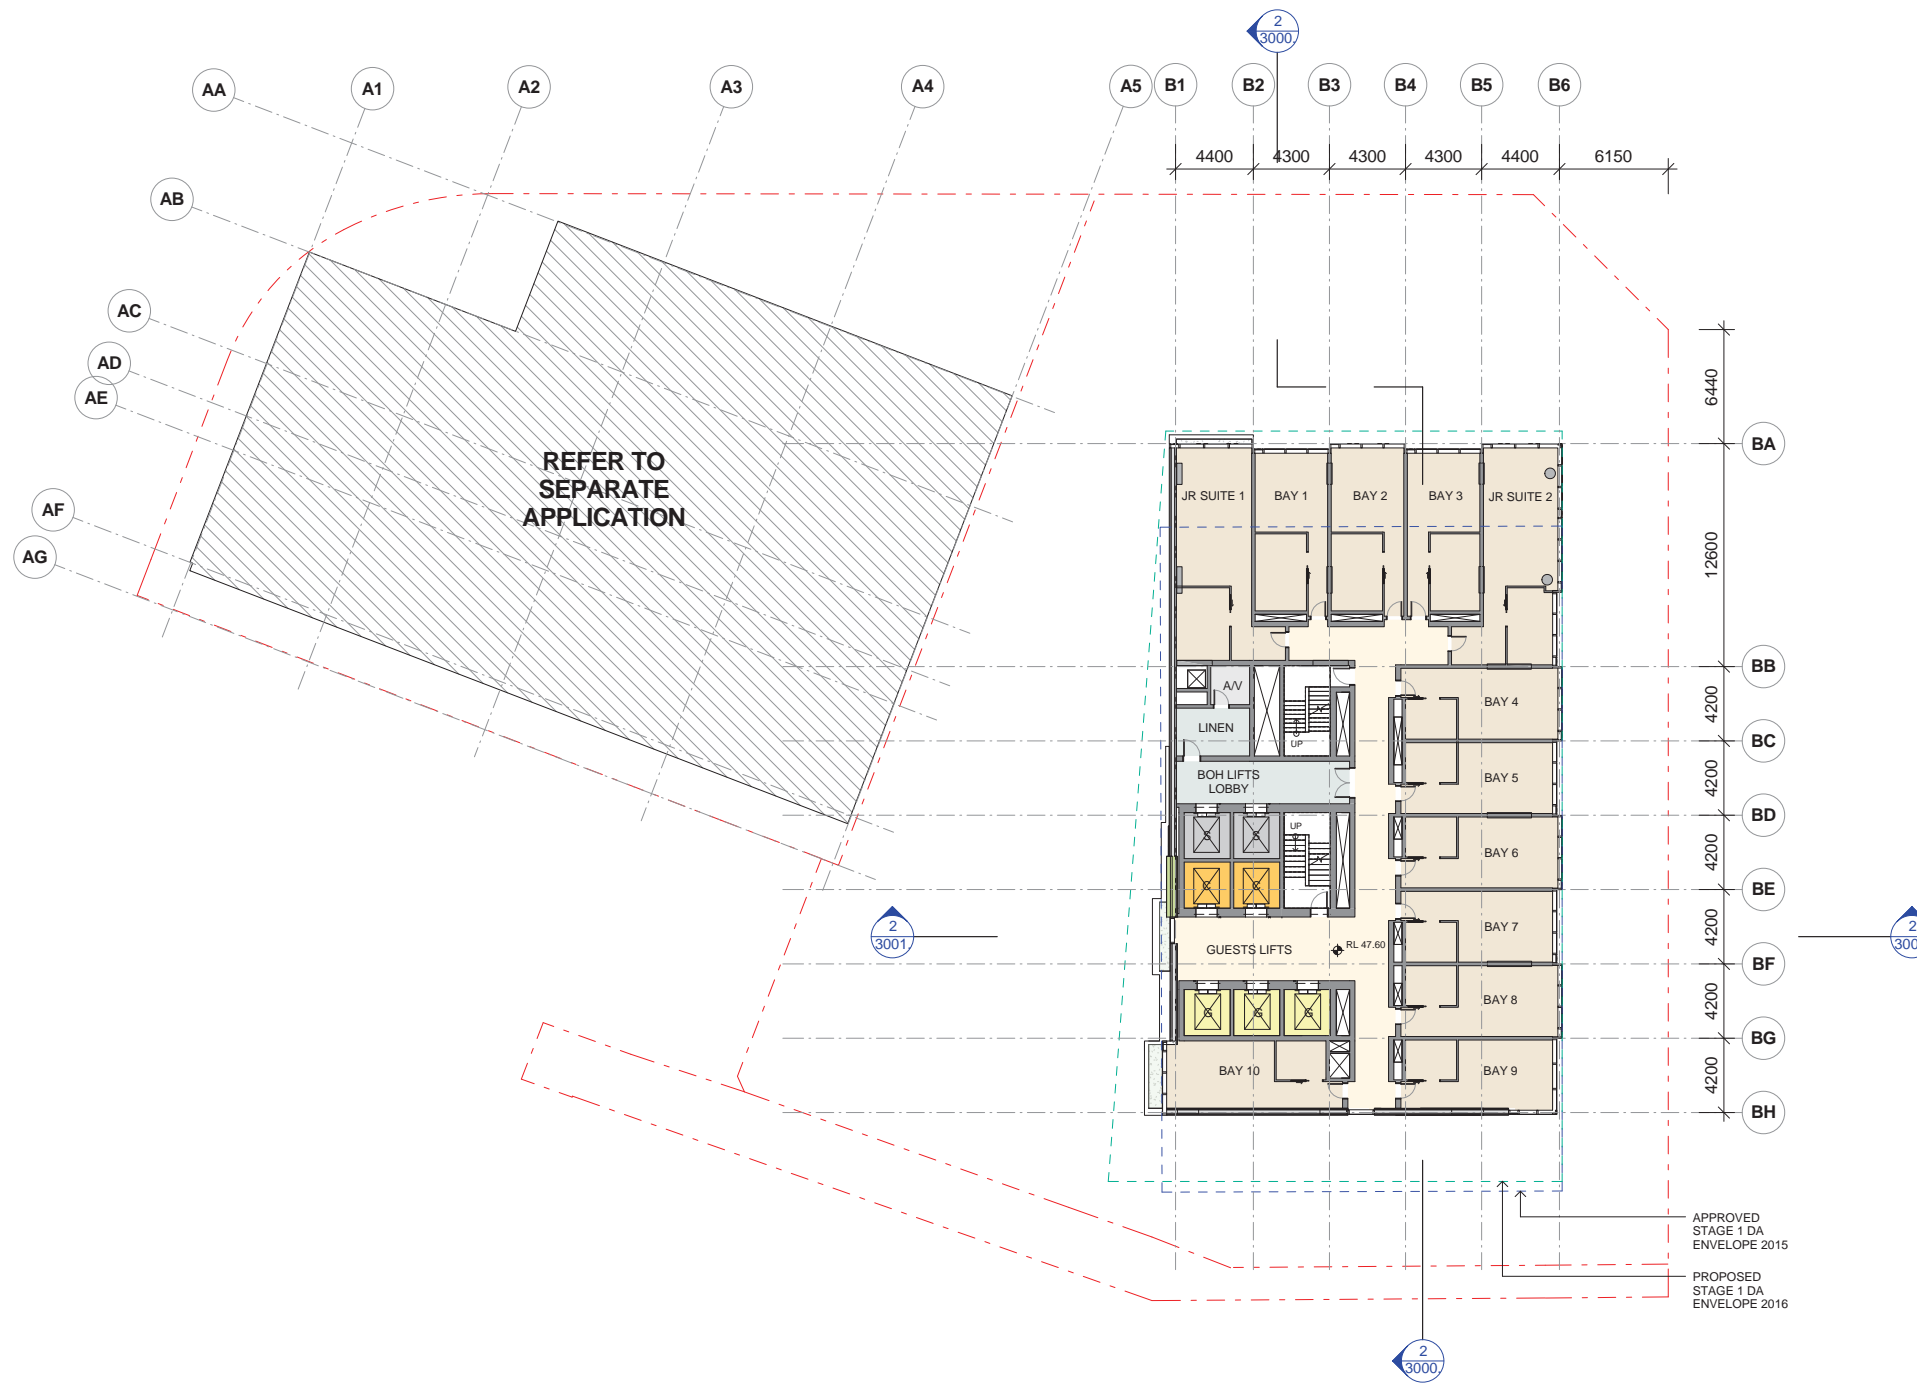 2
3000.
AA
A1
A2
A3
A4
A5
B1
B2
B3
B4
B5
B6
4400
4300
4300
4300
4400
6150
AB
AC
AD
AE
AF
AG
REFER TO
SEPARATE
APPLICATION
6440
BA
JR SUITE 1
BAY 1
BAY 2
BAY 3
JR SUITE 2
12600
BB
A/V
BAY 4
4200
LINEN
UP
BC
BOH LIFTS
LOBBY
BAY 5
4200
BD
S
S
UP
BAY 6
4200
C
C
BE
2
3001.
GUESTS LIFTS
RL 47.60
BAY 7
4200
2
BF
G
G
G
BAY 8
4200
BG
BAY 10
BAY 9
4200
BH
APPROVED
STAGE 1 DA
ENVELOPE 2015
PROPOSED
STAGE 1 DA
ENVELOPE 2016
2
3000.